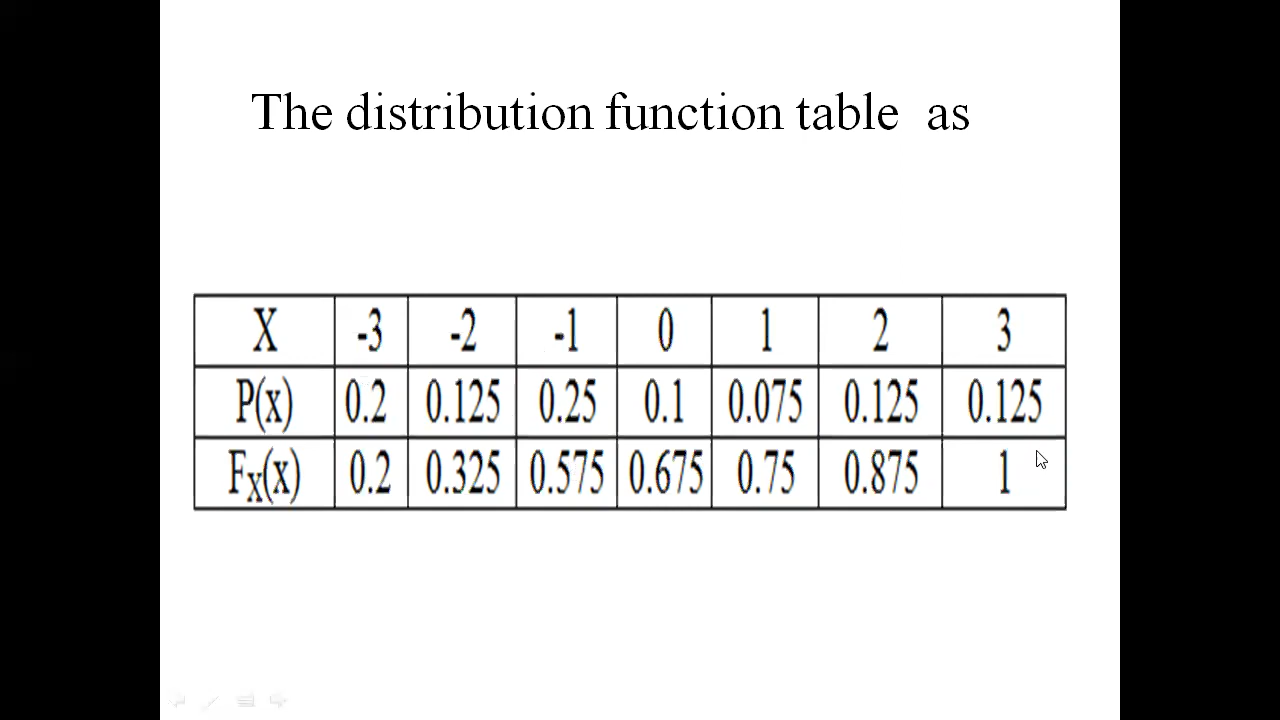 The distribution function table as
X -3 -2 -1 0 1 2 3
P(x) 0.2 0.125 0.25 0.1 0.075 0.125 0.125
FX(x) 0.2 0.325 0.575 0.675 0.75 0.875 1